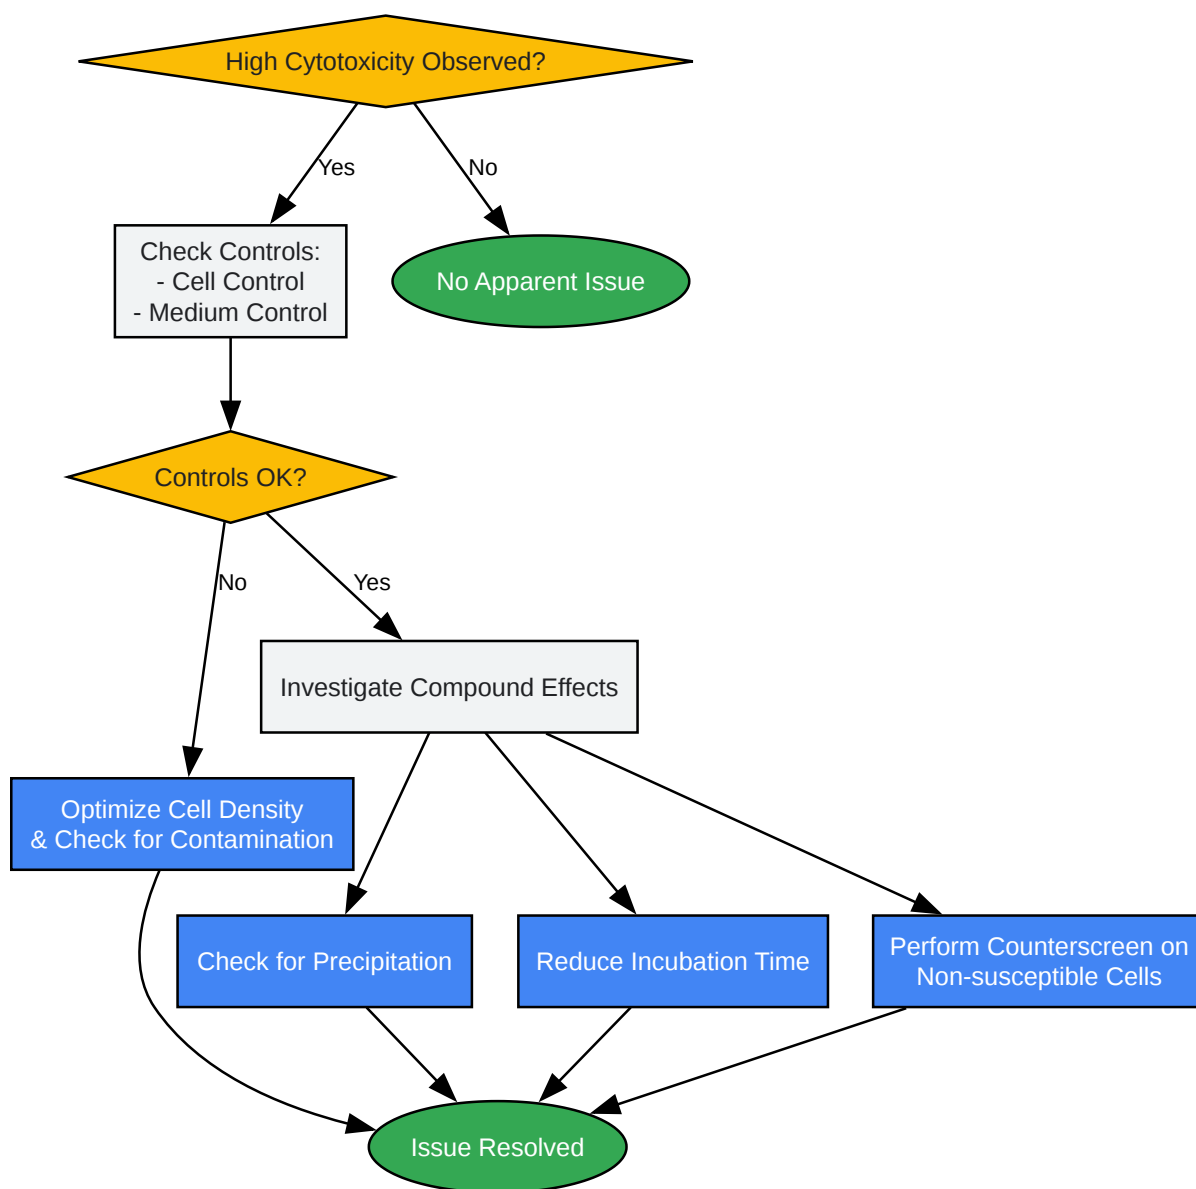 High Cytotoxicity Observed?
Yes
No
Check Controls:
- Cell Control
- Medium Control
No Apparent Issue
Controls OK?
No
Yes
Investigate Compound Effects
Optimize Cell Density
& Check for Contamination
Check for Precipitation
Reduce Incubation Time
Perform Counterscreen on
Non-susceptible Cells
Issue Resolved